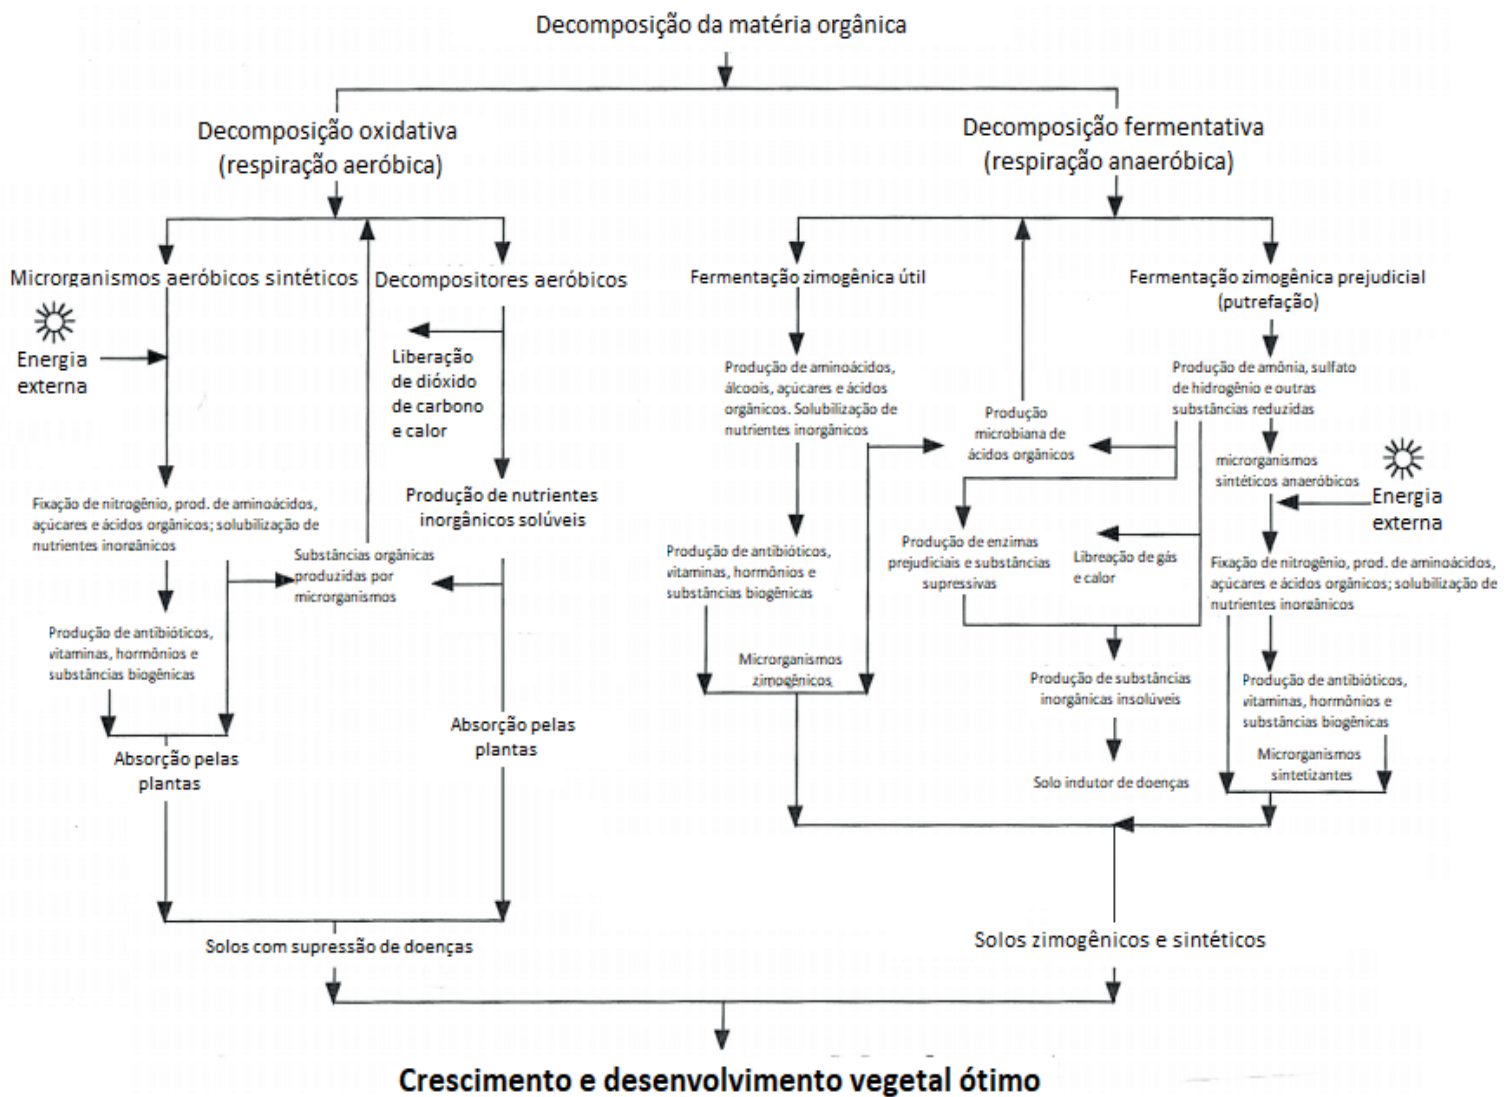 Decomposição da matéria orgânica
Decomposição oxidativa
(respiração aeróbica)
Decomposição fermentativa
(respiração anaeróbica)
Microrganismos aeróbicos sintéticos
Decompositores aeróbicos
Fermentação zimogênica útil
Fermentação zimogênica prejudicial
(putrefação)
Energia
externa
Liberação
de dióxido
de carbono
e calor
Produção de aminoácidos,
álcoois, açúcares e ácidos
orgânicos. Solubilização de
nutrientes inorgânicos
Produção
microbiana de
ácidos orgânicos
Produção de amônia, sulfato
de hidrogênio e outras
substâncias reduzidas
microrganismos
sintéticos anaeróbicos
Energia
externa
Fixação de nitrogênio, prod. de aminoácidos,
açúcares e ácidos orgânicos; solubilização de
nutrientes inorgânicos
Produção de nutrientes
inorgânicos solúveis
Substâncias orgânicas
produzidas por
microrganismos
Produção de antibióticos,
vitaminas, hormônios e
substâncias biogênicas
Produção de enzimas
prejudiciais e substâncias
supressivas
Libreação de gás
e calor
Fixação de nitrogênio, prod. de aminoácidos,
açúcares e ácidos orgânicos; solubilização de
nutrientes inorgânicos
Produção de antibióticos,
vitaminas, hormônios e
substâncias biogênicas
Microrganismos
zimogênicos
Produção de substâncias
inorgânicas insolúveis
Produção de antibióticos,
vitaminas, hormônios e
substâncias biogênicas
Absorção pelas
plantas
Absorção pelas
plantas
Solo indutor de doenças
Microrganismos
sintetizantes
Solos com supressão de doenças
Solos zimogênicos e sintéticos
Crescimento e desenvolvimento vegetal ótimo